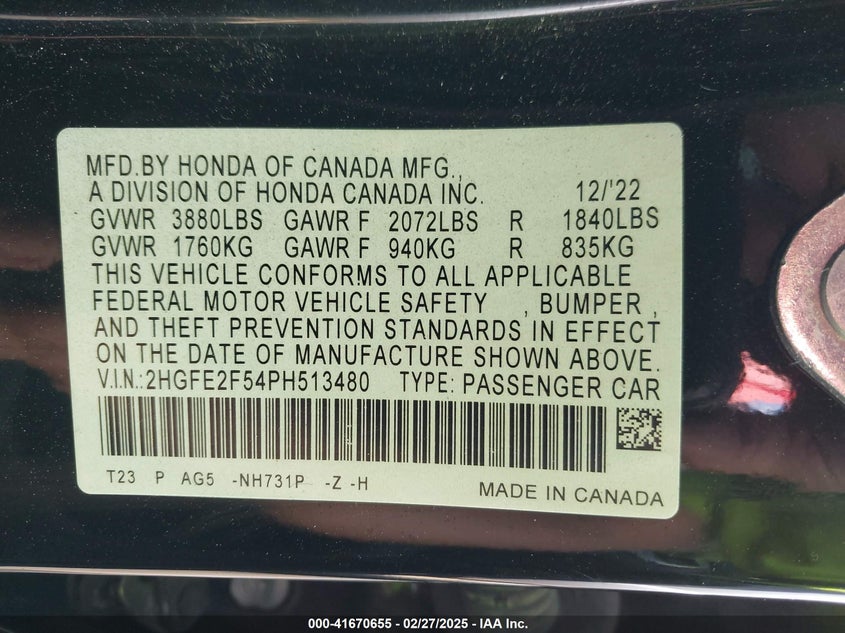 MFD.BY HONDA OF CANADA MFG.,
A DIVISION OF HONDA CANADA INC. 12/'22
GVWR 3880LBS GAWR F 2072LBS R 1840LBS
GVWR 1760KG GAWR F 940KG R 835KG
THIS VEHICLE CONFORMS TO ALL APPLICABLE
FEDERAL MOTOR VEHICLE SAFETY , BUMPER ,
AND THEFT PREVENTION STANDARDS IN EFFECT
ON THE DATE OF MANUFACTURE SHOWN ABOVE.
V.I.N.:2HGFE2F54PH513480 TYPE: PASSENGER CAR
T23 P AG5 -NH731P -Z -H
MADE IN CANADA
000-41670655 - 02/27/2025 - IAA Inc.